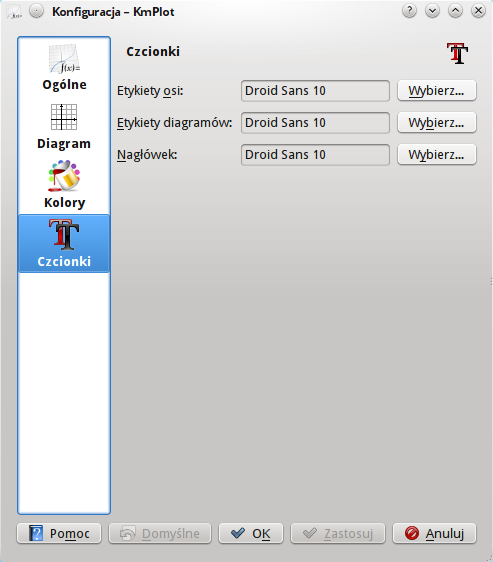 Konfiguracja – KmPlot
Czcionki
f(x)=
Ogólne
Diagram
Kolory
Czcionki
Etykiety osi: Droid Sans 10 Wybierz...
Etykiety diagramów: Droid Sans 10 Wybierz...
Nagłówek: Droid Sans 10 Wybierz...
Pomoc Domyślne OK Zastosuj Anuluj